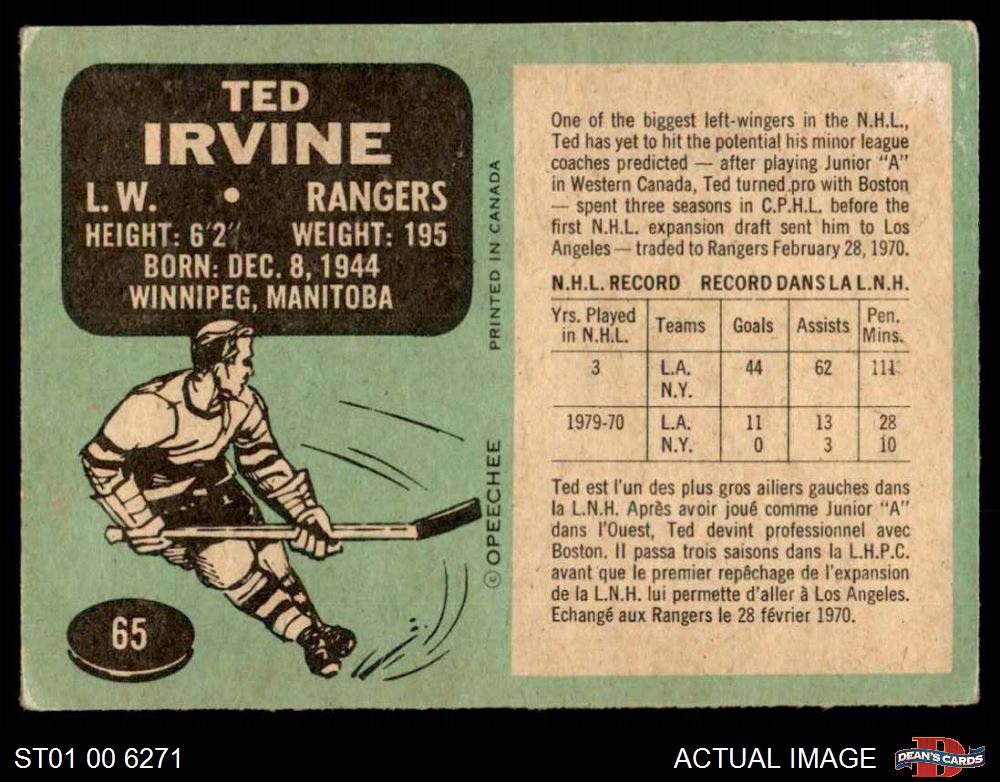 TED
IRVINE
L.W. • RANGERS
HEIGHT: 6'2" WEIGHT: 195
BORN: DEC. 8, 1944
WINNIPEG, MANITOBA
65
© OPEECHEE PRINTED IN CANADA
One of the biggest left-wingers in the N.H.L.,
Ted has yet to hit the potential his minor league
coaches predicted — after playing Junior "A"
in Western Canada, Ted turned pro with Boston
— spent three seasons in C.P.H.L. before the
first N.H.L. expansion draft sent him to Los
Angeles — traded to Rangers February 28, 1970.
N.H.L. RECORD RECORD DANS LA L.N.H.
Yrs. Played in N.H.L. Teams Goals Assists Pen. Mins.
3 L.A. 44 62 111
N.Y.
1979-70 L.A. 11 13 28
N.Y. 0 3 10
Ted est l'un des plus gros ailiers gauches dans
la L.N.H. Après avoir joué comme Junior "A"
dans l'Ouest, Ted devint professionnel avec
Boston. Il passa trois saisons dans la L.H.P.C.
avant que le premier repêchage de l'expansion
de la L.N.H. lui permette d'aller à Los Angeles.
Echangé aux Rangers le 28 février 1970.
ST01 00 6271 ACTUAL IMAGE D DEAN'S CARDS